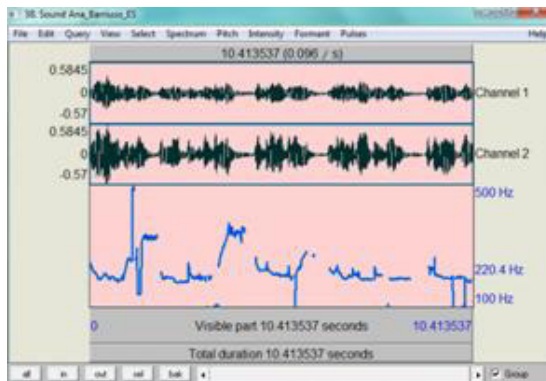 38. Sound Ana_Barriuso_ES
File Edit Query View Select Spectrum Pitch Intensity Formant Pulses Help
10.413537 (0.096 / s)
0.5845
0
-0.57
Channel 1
0.5845
0
-0.57
Channel 2
500 Hz
220.4 Hz
100 Hz
0 Visible part 10.413537 seconds 10.413537
Total duration 10.413537 seconds
all in out sel bak Group